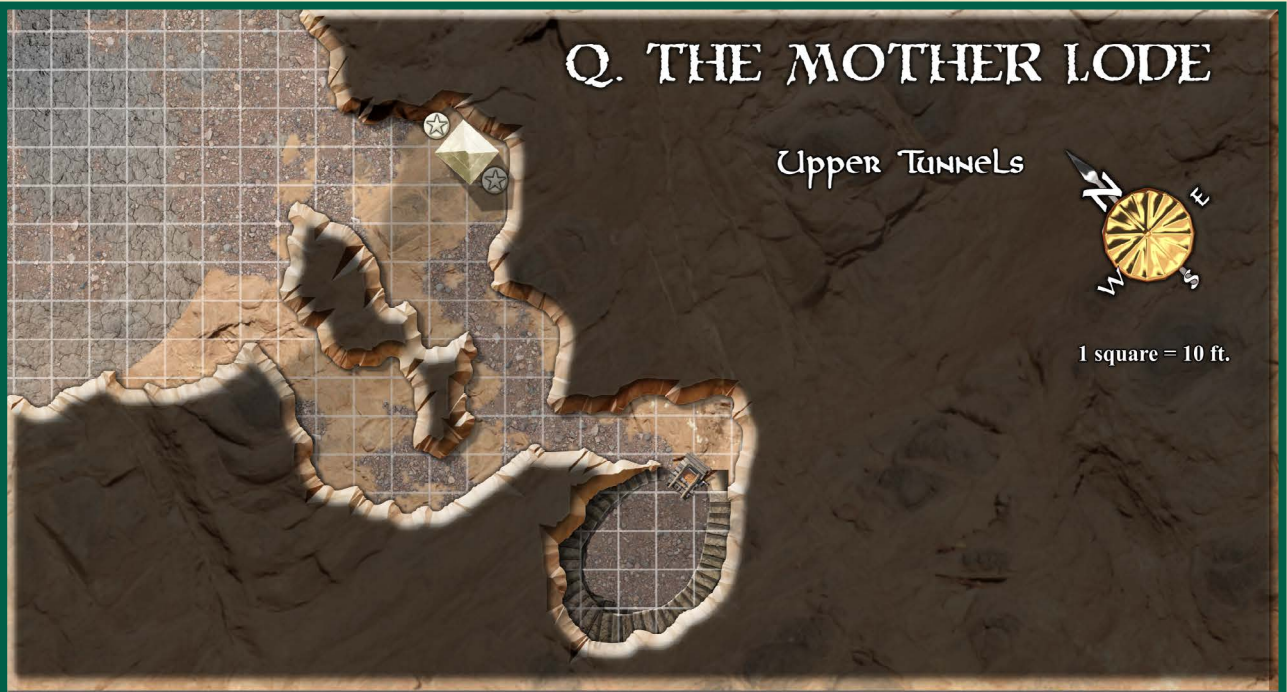 Q. THE MOTHER LODE
Upper Tunnels
N
E
W
S
1 square = 10 ft.